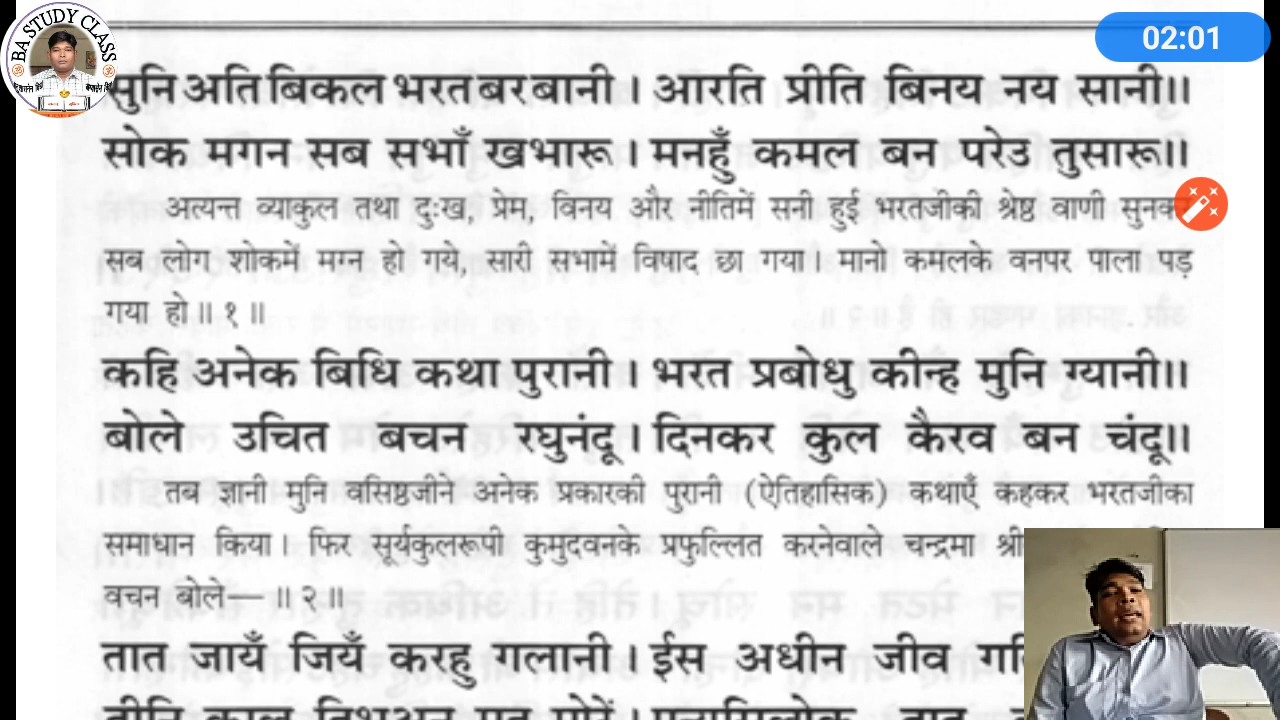 BA STUDY CLASS
02:01
सुनि अति बिकल भरत बर बानी । आरति प्रीति बिनय नय सानी॥
सोक मगन सब सभाँ खभारू । मनहुँ कमल बन परेउ तुसारू॥
अत्यन्त व्याकुल तथा दुःख, प्रेम, विनय और नीतिमें सनी हुई भरतजीकी श्रेष्ठ वाणी सुनकर
सब लोग शोकमें मग्न हो गये, सारी सभामें विषाद छा गया। मानो कमलके वनपर पाला पड़
गया हो॥ १॥
कहि अनेक बिधि कथा पुरानी । भरत प्रबोधु कीन्ह मुनि ग्यानी॥
बोले उचित बचन रघुनंदू । दिनकर कुल कैरव बन चंदू॥
तब ज्ञानी मुनि वसिष्ठजीने अनेक प्रकारकी पुरानी (ऐतिहासिक) कथाएँ कहकर भरतजीका
समाधान किया। फिर सूर्यकुलरूपी कुमुदवनके प्रफुल्लित करनेवाले चन्द्रमा
वचन बोले— ॥ २॥
तात जायँ जियँ करहु गलानी । ईस अधीन जीव